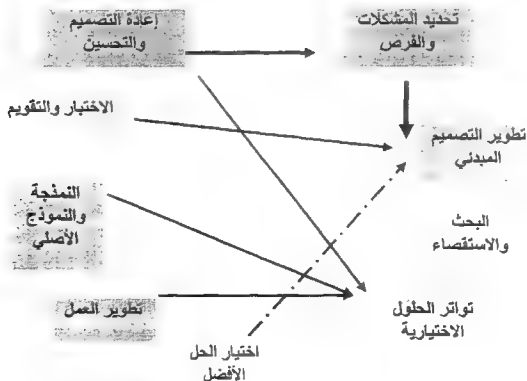 تحديد المشكلات
والفرص
إعادة التصميم
والتحسين
الاختبار والتقويم
تطوير التصميم
المبدئي
النمذجة
والنموذج
الأصلي
البحث
والاستقصاء
تطوير العمل
تواتر الحلول
الاختيارية
اختيار الحل
الأفضل